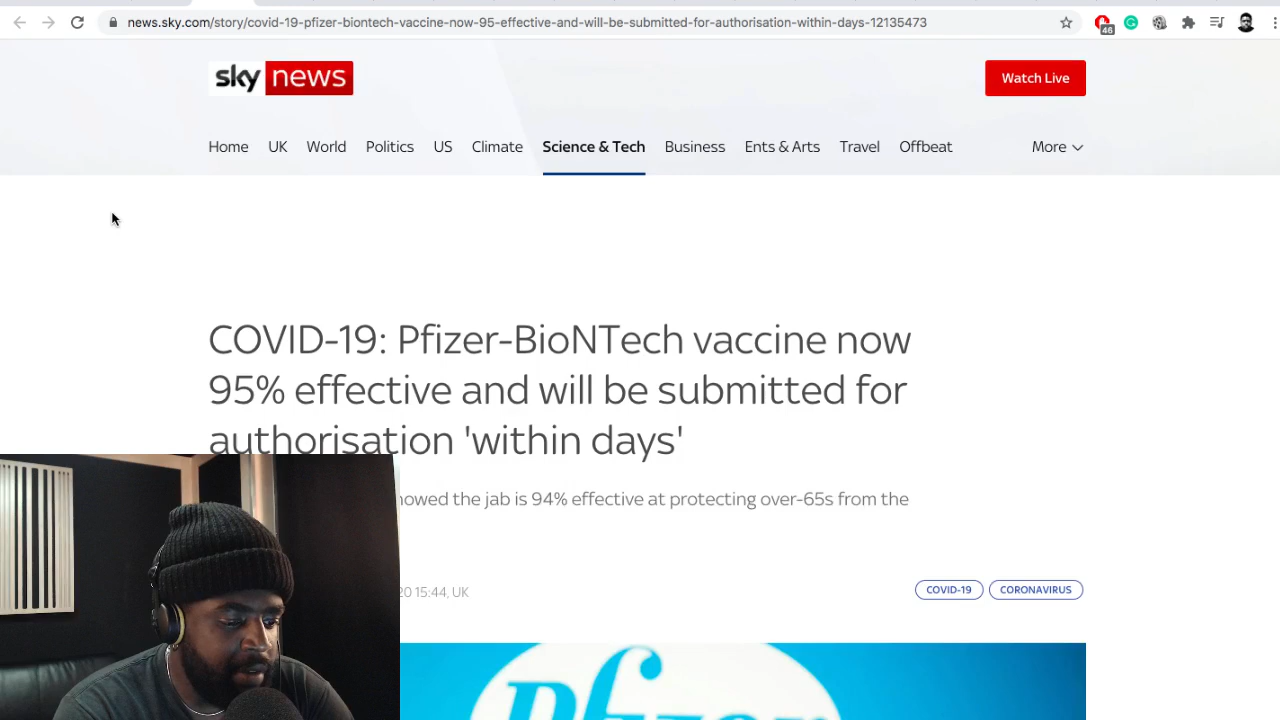 news.sky.com/story/covid-19-pfizer-biontech-vaccine-now-95-effective-and-will-be-submitted-for-authorisation-within-days-12135473
46
sky news
Watch Live
Home UK World Politics US Climate Science & Tech Business Ents & Arts Travel Offbeat More
COVID-19: Pfizer-BioNTech vaccine now
95% effective and will be submitted for
authorisation 'within days'
the jab is 94% effective at protecting over-65s from the
15:44, UK
COVID-19 CORONAVIRUS
Pfizer